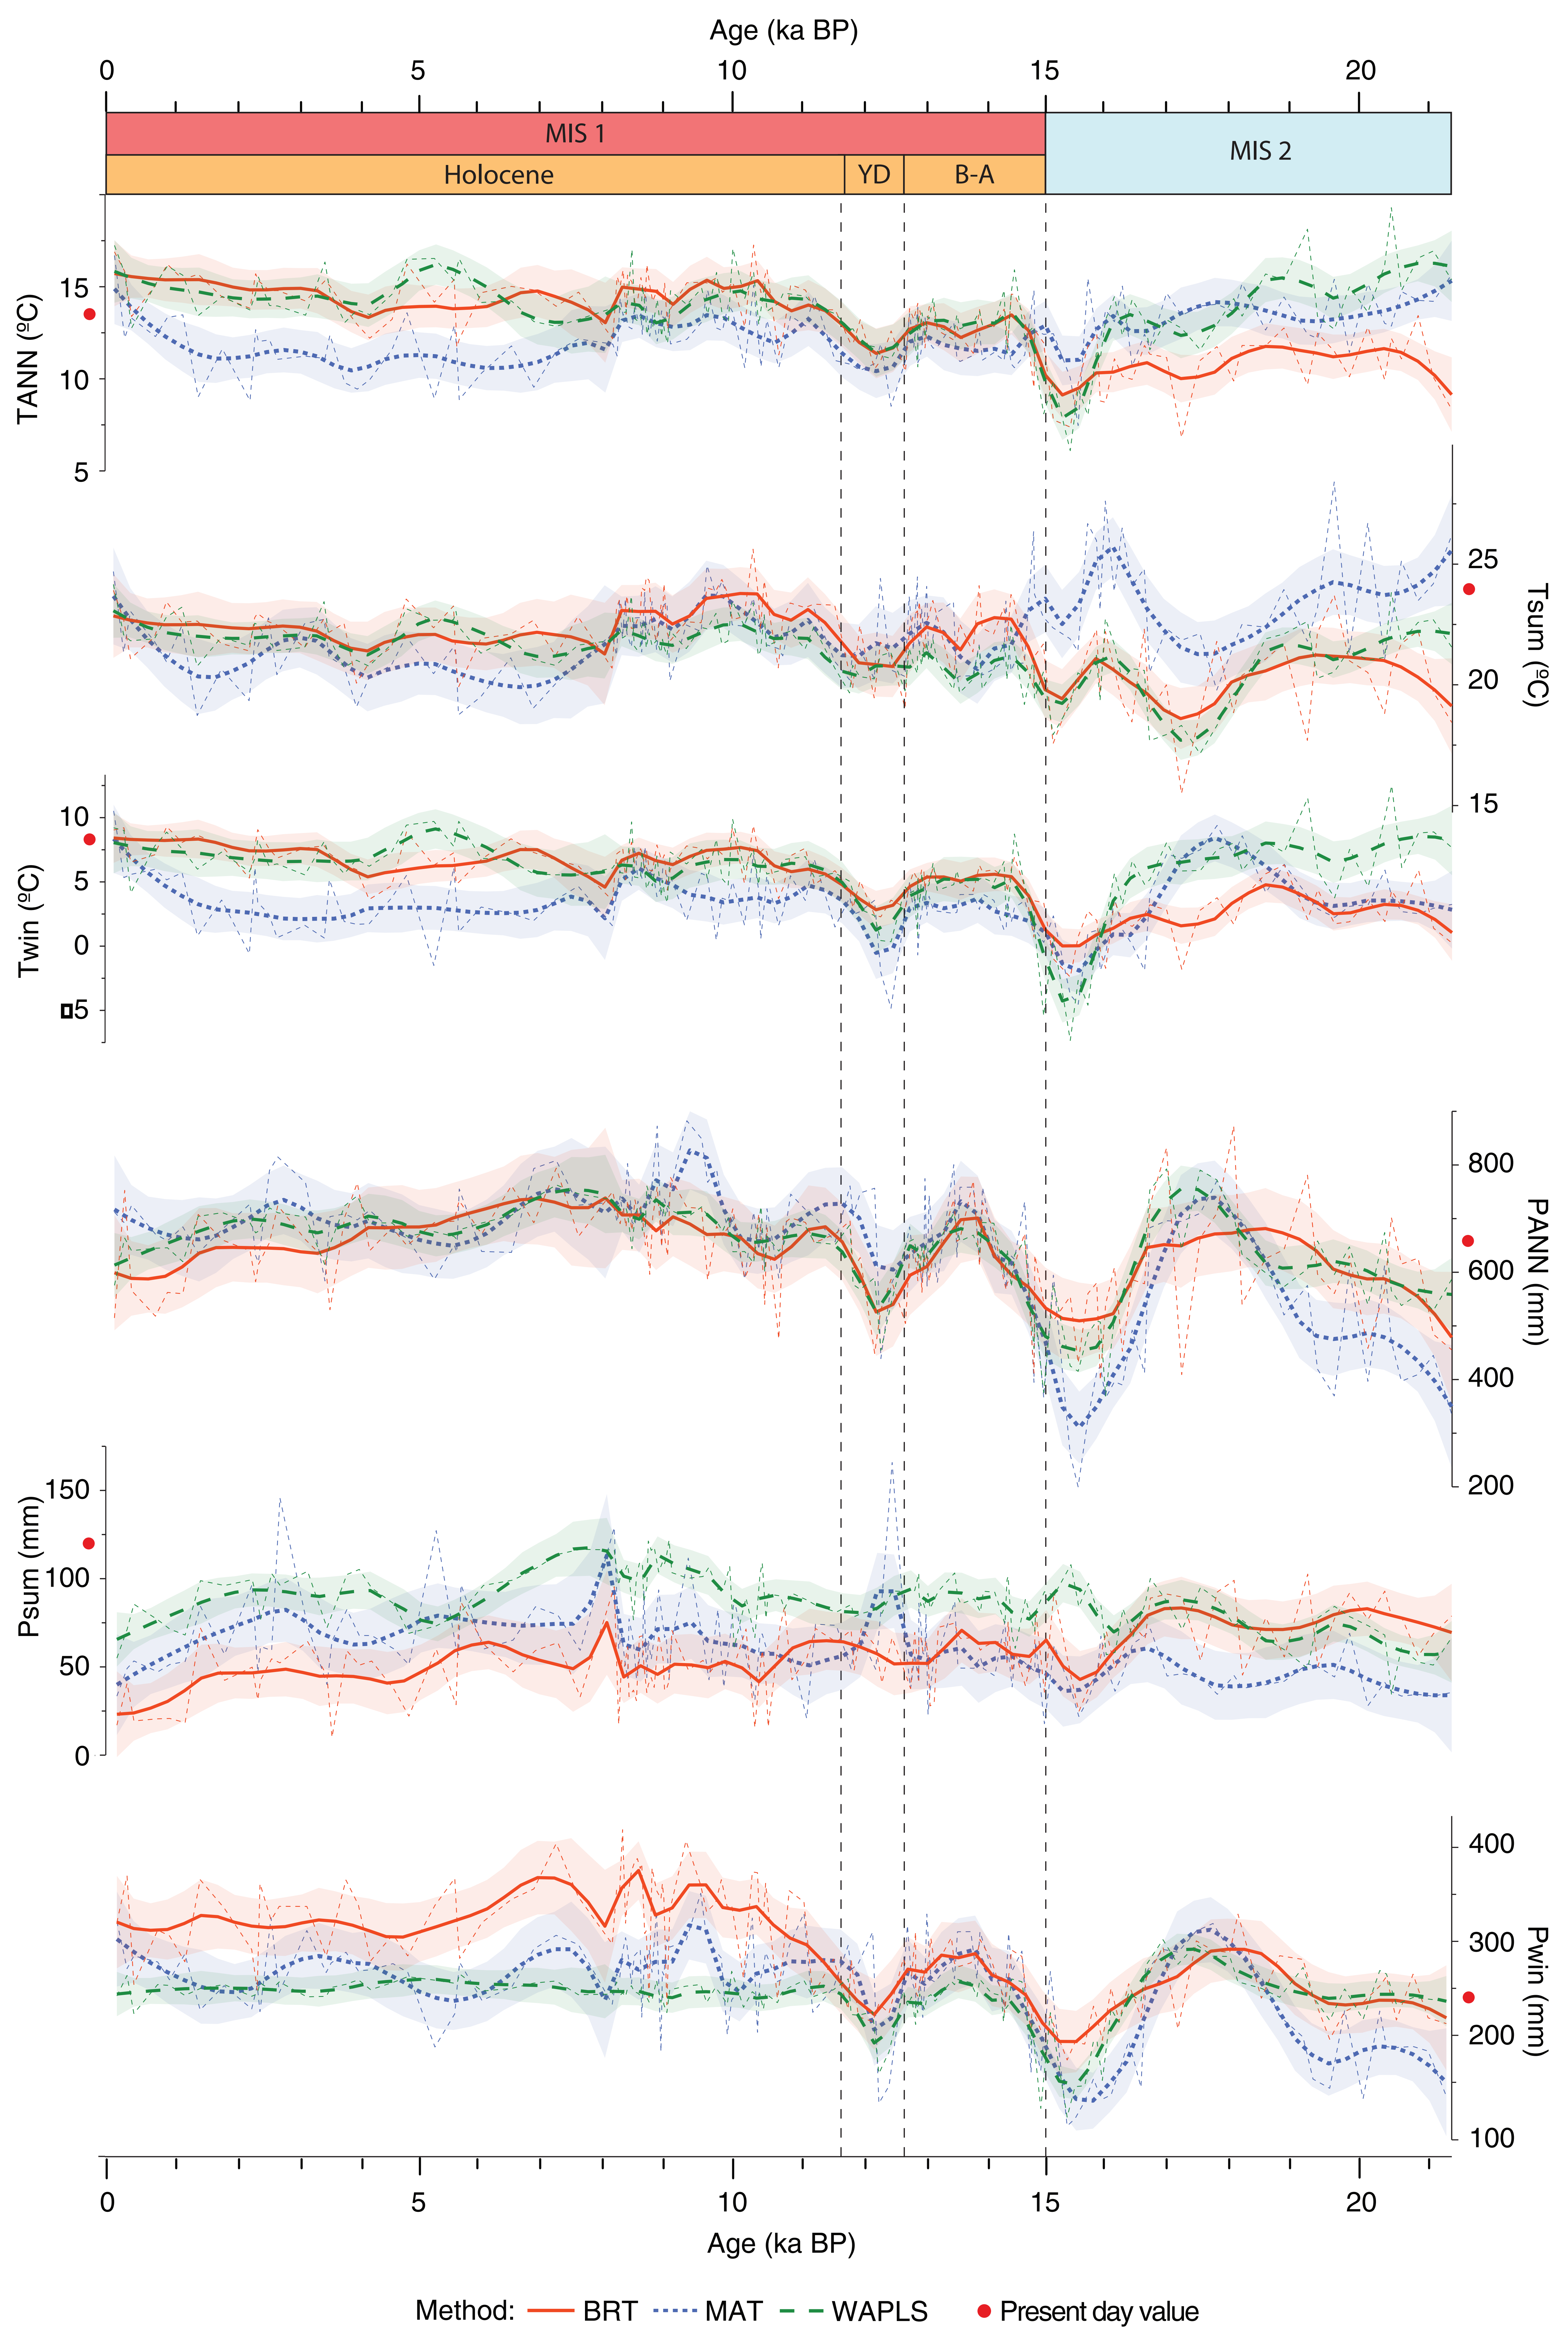 Age (ka BP)
0 5 10 15 20
MIS 1
MIS 2
Holocene YD B-A
TANN (ºC)
15
10
5
Tsum (ºC)
25
20
15
Twin (ºC)
10
5
0
5
PANN (mm)
800
600
400
200
Psum (mm)
150
100
50
0
Pwin (mm)
400
300
200
100
0 5 10 15 20
Age (ka BP)
Method: BRT MAT WAPLS Present day value